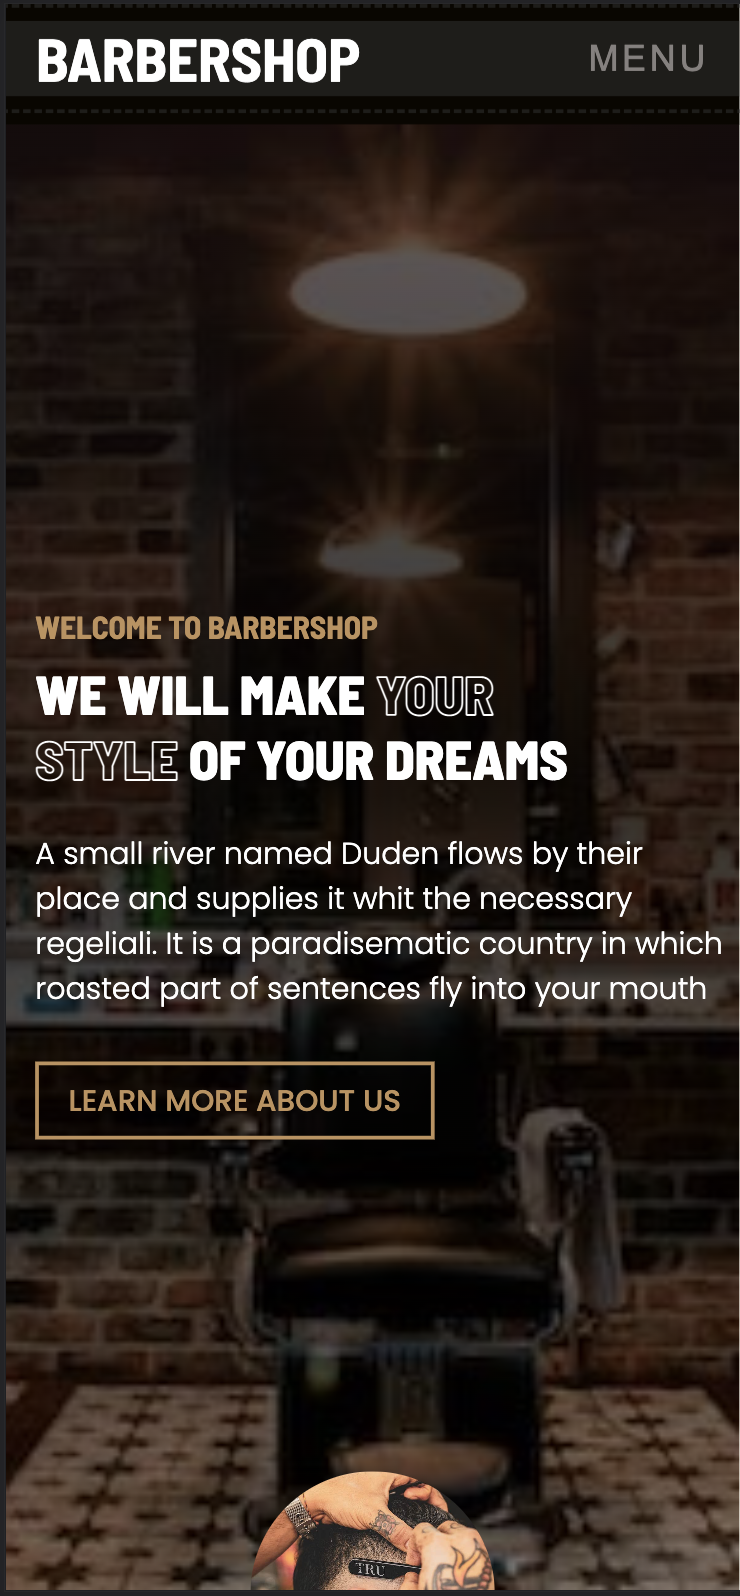 BARBERSHOP
MENU
WELCOME TO BARBERSHOP
WE WILL MAKE YOUR
STYLE OF YOUR DREAMS
A small river named Duden flows by their
place and supplies it whit the necessary
regeliali. It is a paradisematic country in which
roasted part of sentences fly into your mouth
LEARN MORE ABOUT US
TRU